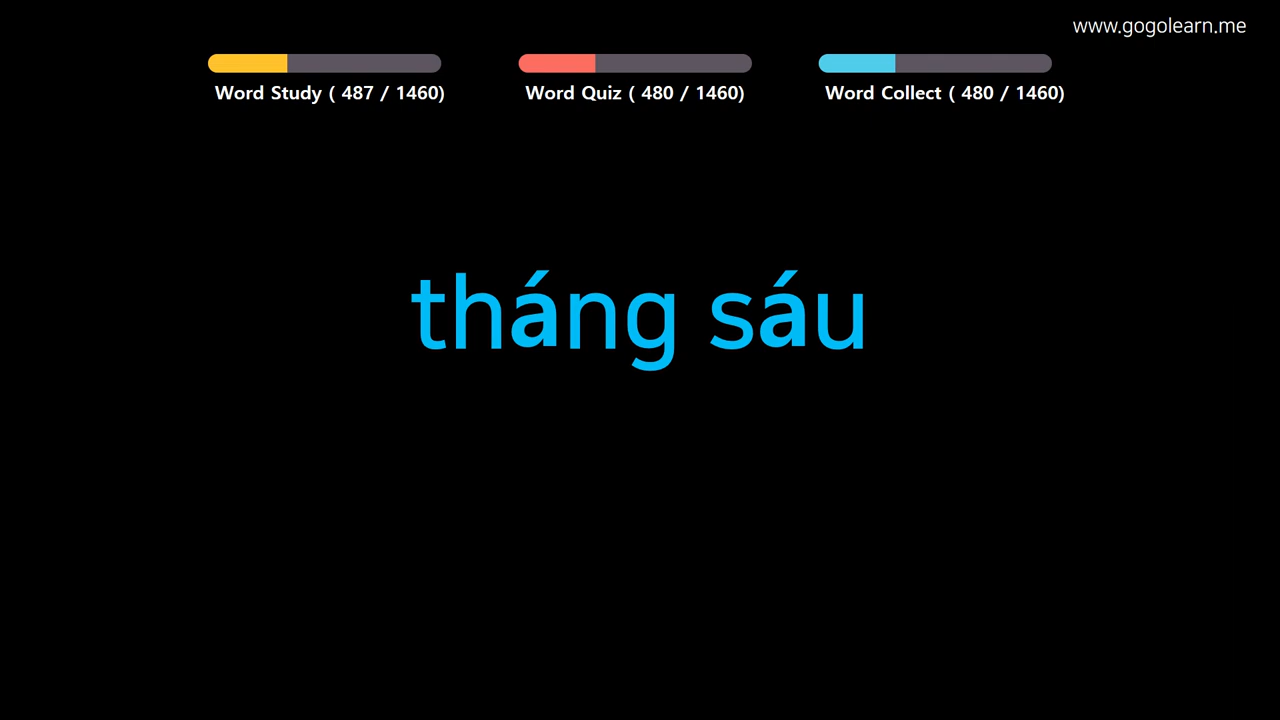 www.gogolearn.me
Word Study ( 487 / 1460)
Word Quiz ( 480 / 1460)
Word Collect ( 480 / 1460)
tháng sáu